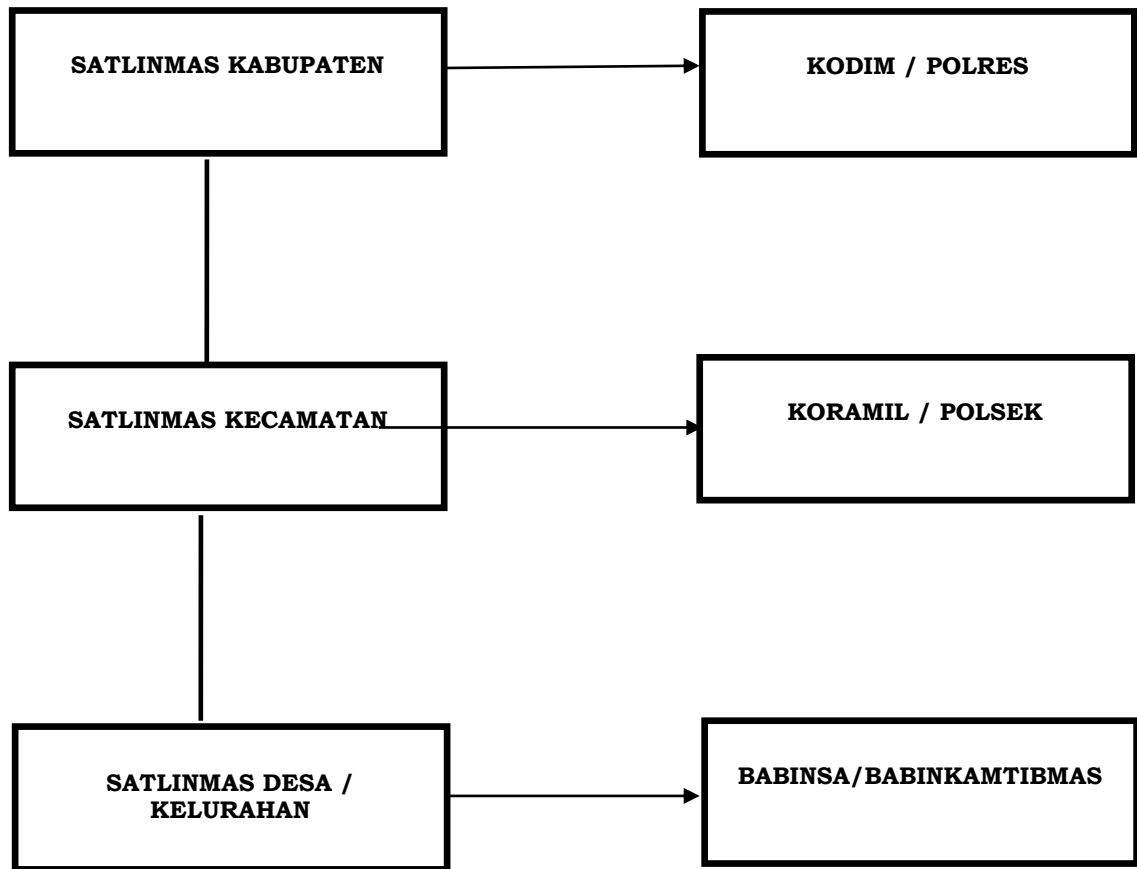 SATLINMAS KABUPATEN
KODIM / POLRES
SATLINMAS KECAMATAN
KORAMIL / POLSEK
SATLINMAS DESA /
KELURAHAN
BABINSA/BABINKAMTIBMAS